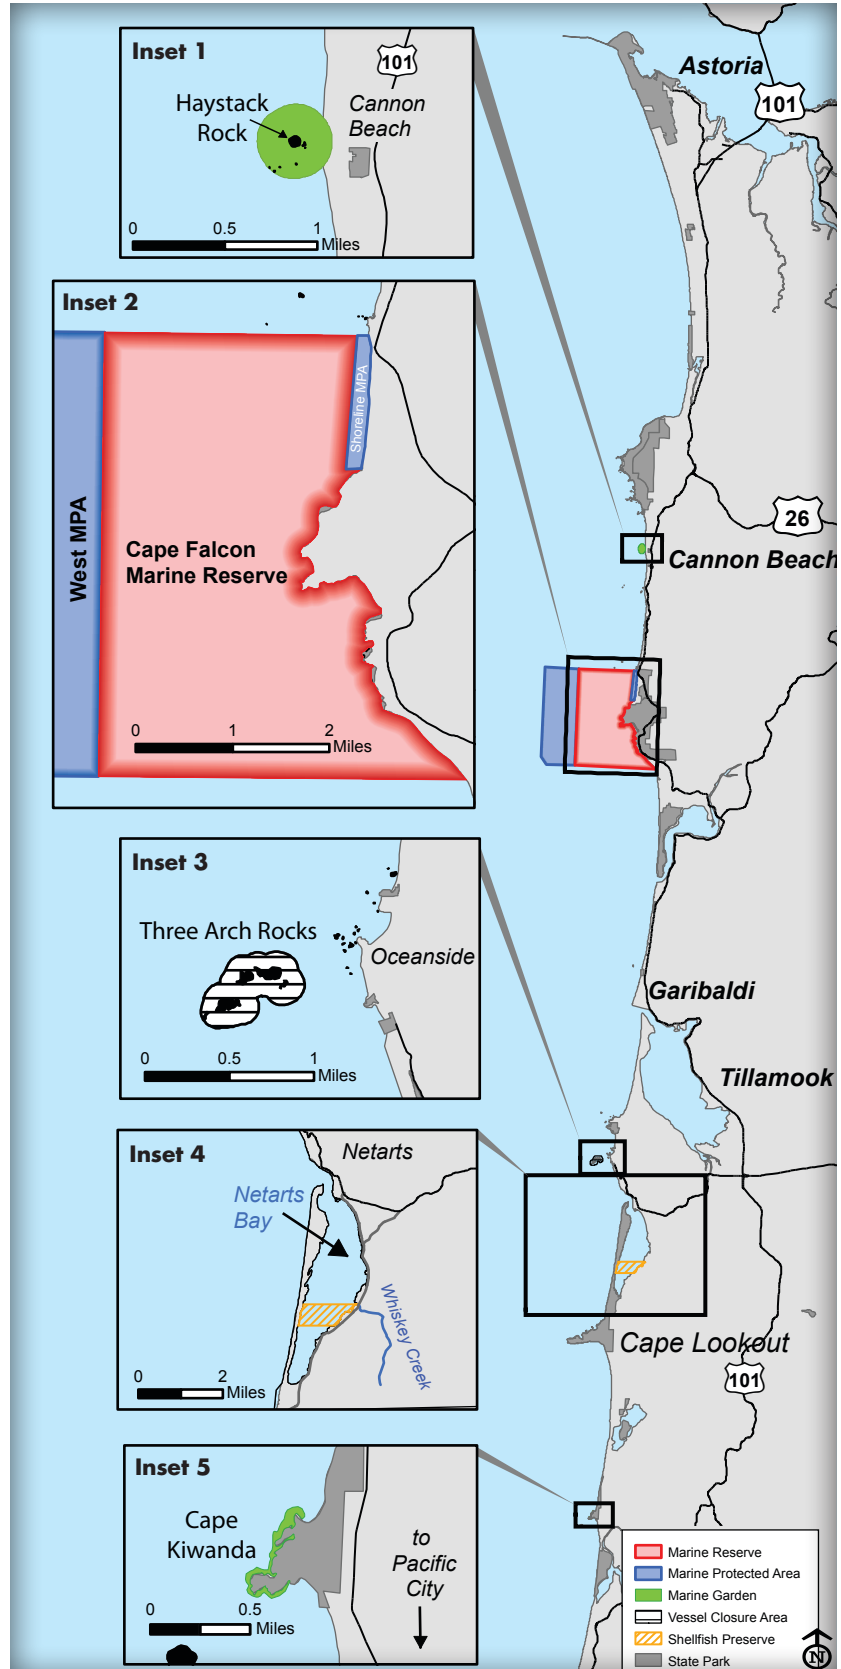 Inset 1
101
Haystack
Rock
Cannon
Beach
0 0.5 1
Miles
Inset 2
Shoreline MPA
West MPA
Cape Falcon
Marine Reserve
0 1 2
Miles
Inset 3
Three Arch Rocks
Oceanside
0 0.5 1
Miles
Inset 4
Netarts
Netarts
Bay
Whiskey Creek
0 2
Miles
Inset 5
Cape
Kiwanda
to
Pacific
City
0 0.5
Miles
Astoria
101
26
Cannon Beach
Garibaldi
Tillamook
Cape Lookout
101
Marine Reserve
Marine Protected Area
Marine Garden
Vessel Closure Area
Shellfish Preserve
State Park
N